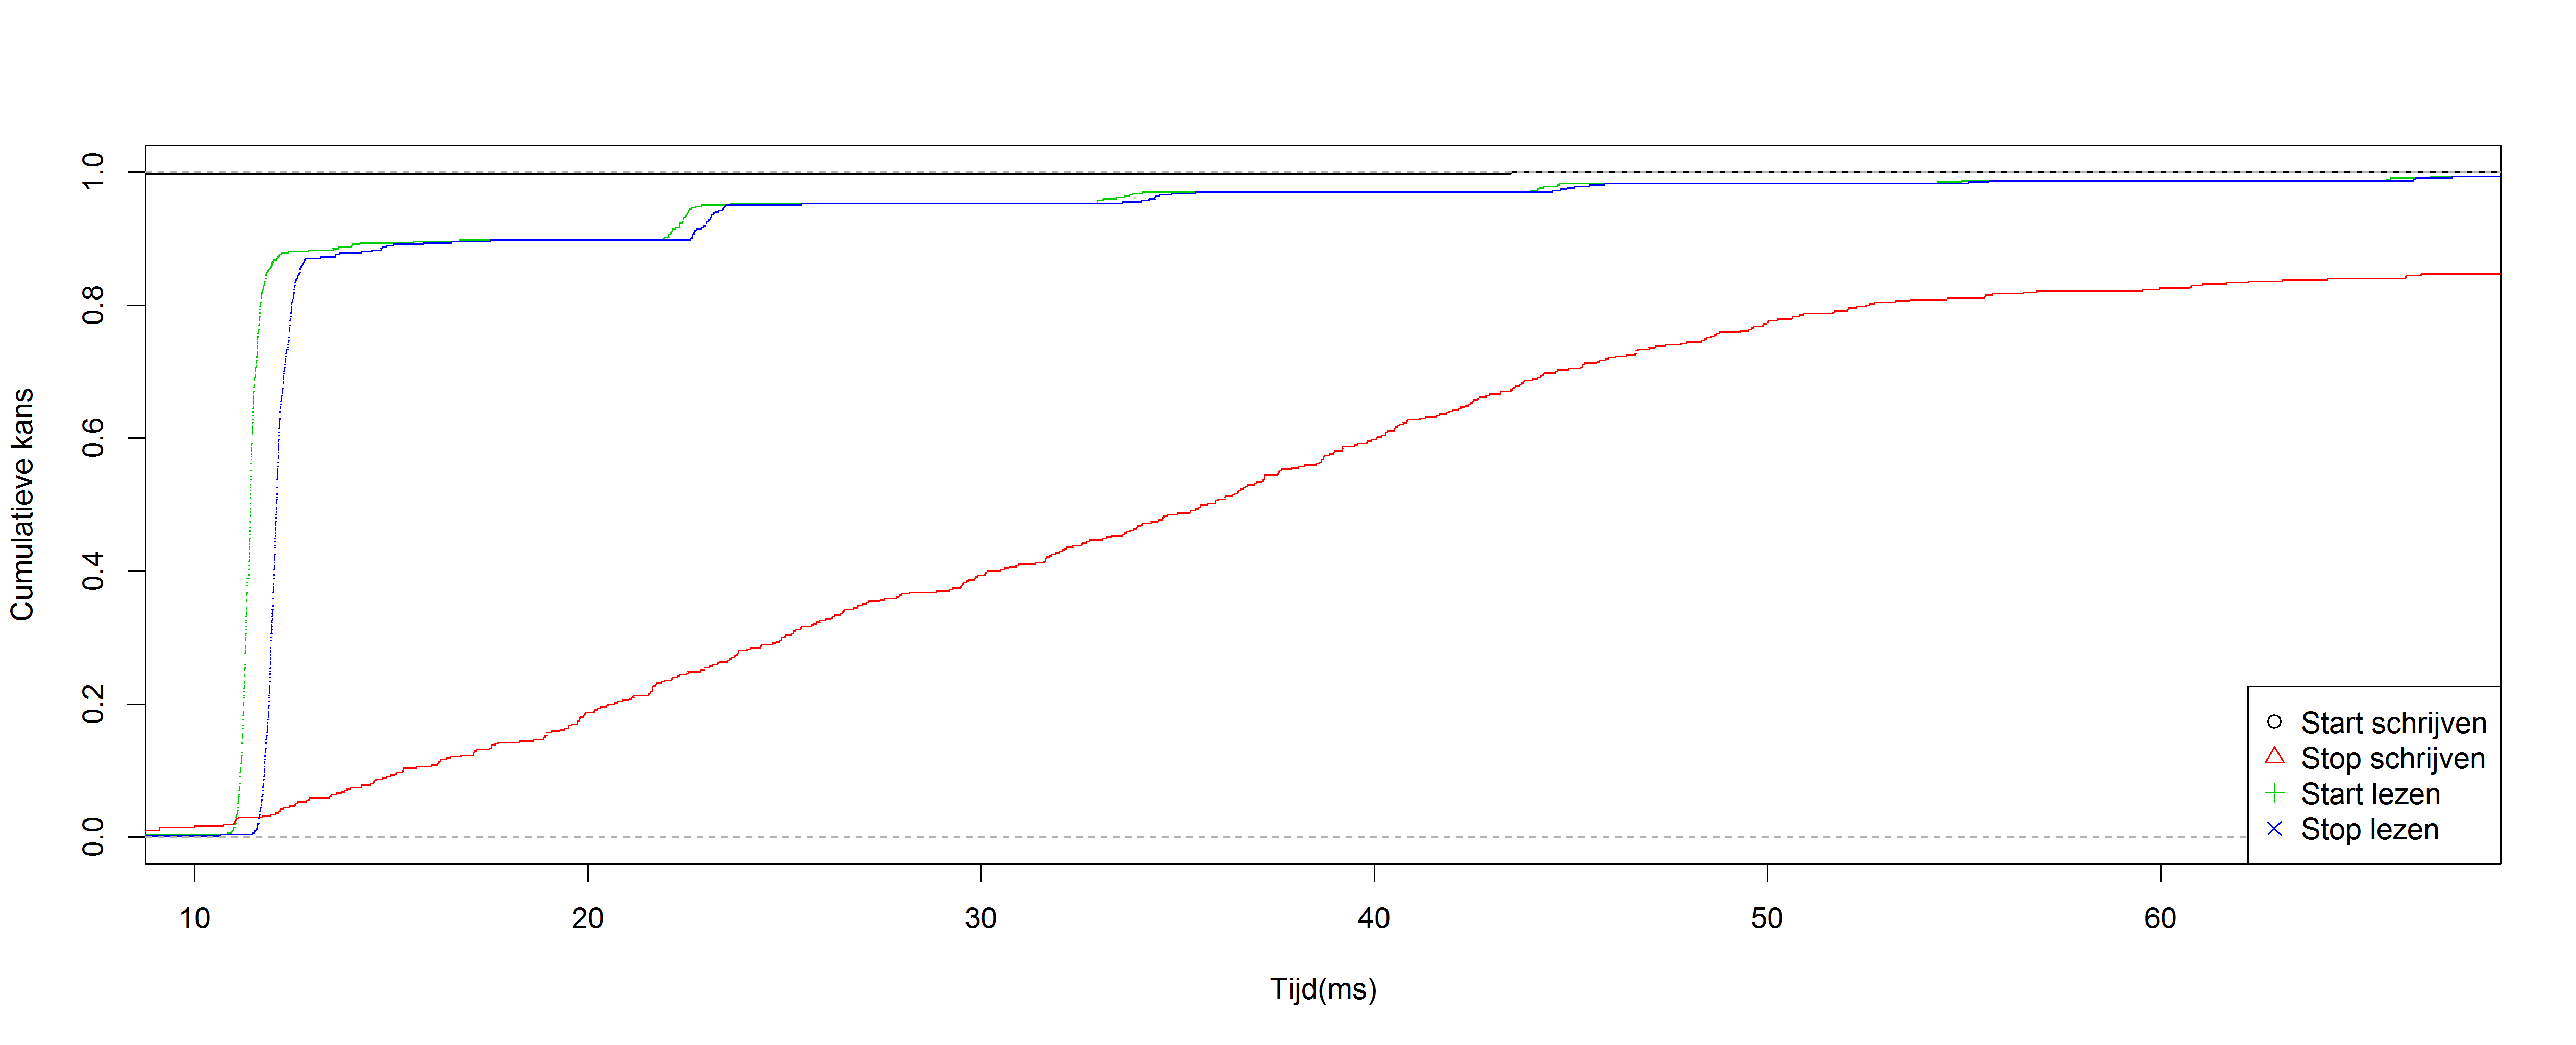 Cumulatieve kans
1.0
0.8
0.6
0.4
0.2
0.0
10 20 30 40 50 60
Tijd(ms)
Start schrijven
Stop schrijven
Start lezen
Stop lezen